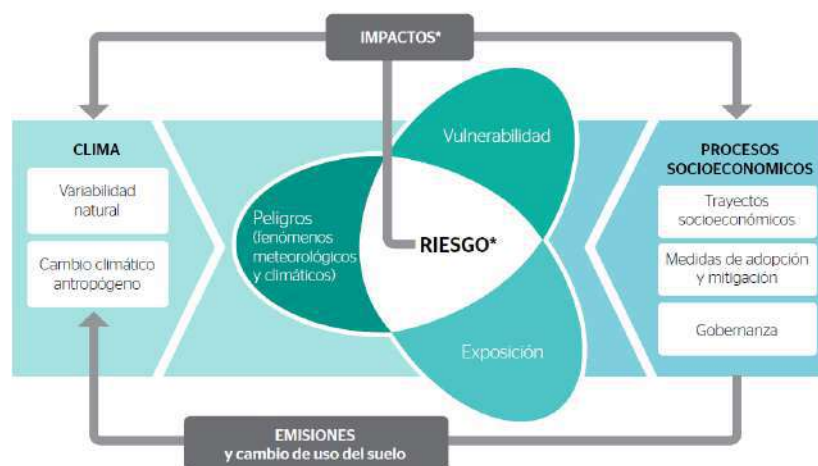 IMPACTOS*
CLIMA
Variabilidad
natural
Cambio climático
antropógeno
Peligros
(fenómenos
meteorológicos
y climáticos)
Vulnerabilidad
RIESGO*
Exposición
PROCESOS
SOCIOECONOMICOS
Trayectos
socioeconómicos
Medidas de adopción
y mitigación
Gobernanza
EMISIONES
y cambio de uso del suelo